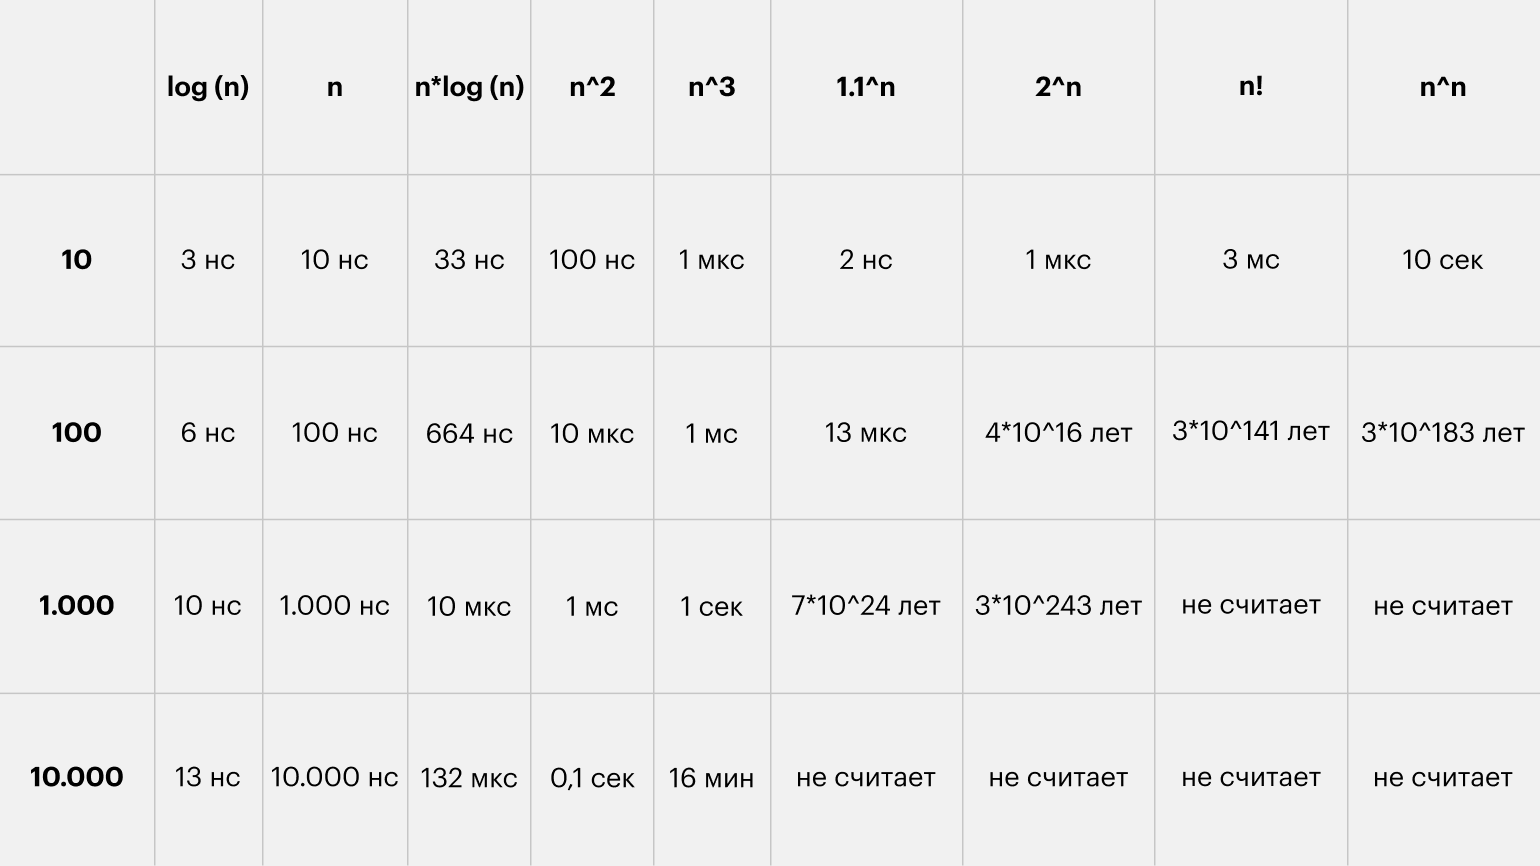 log (n) n n*log (n) n^2 n^3 1.1^n 2^n n! n^n
10 3 нс 10 нс 33 нс 100 нс 1 мкс 2 нс 1 мкс 3 мс 10 сек
100 6 нс 100 нс 664 нс 10 мкс 1 мс 13 мкс 4*10^16 лет 3*10^141 лет 3*10^183 лет
1.000 10 нс 1.000 нс 10 мкс 1 мс 1 сек 7*10^24 лет 3*10^243 лет не считает не считает
10.000 13 нс 10.000 нс 132 мкс 0,1 сек 16 мин не считает не считает не считает не считает